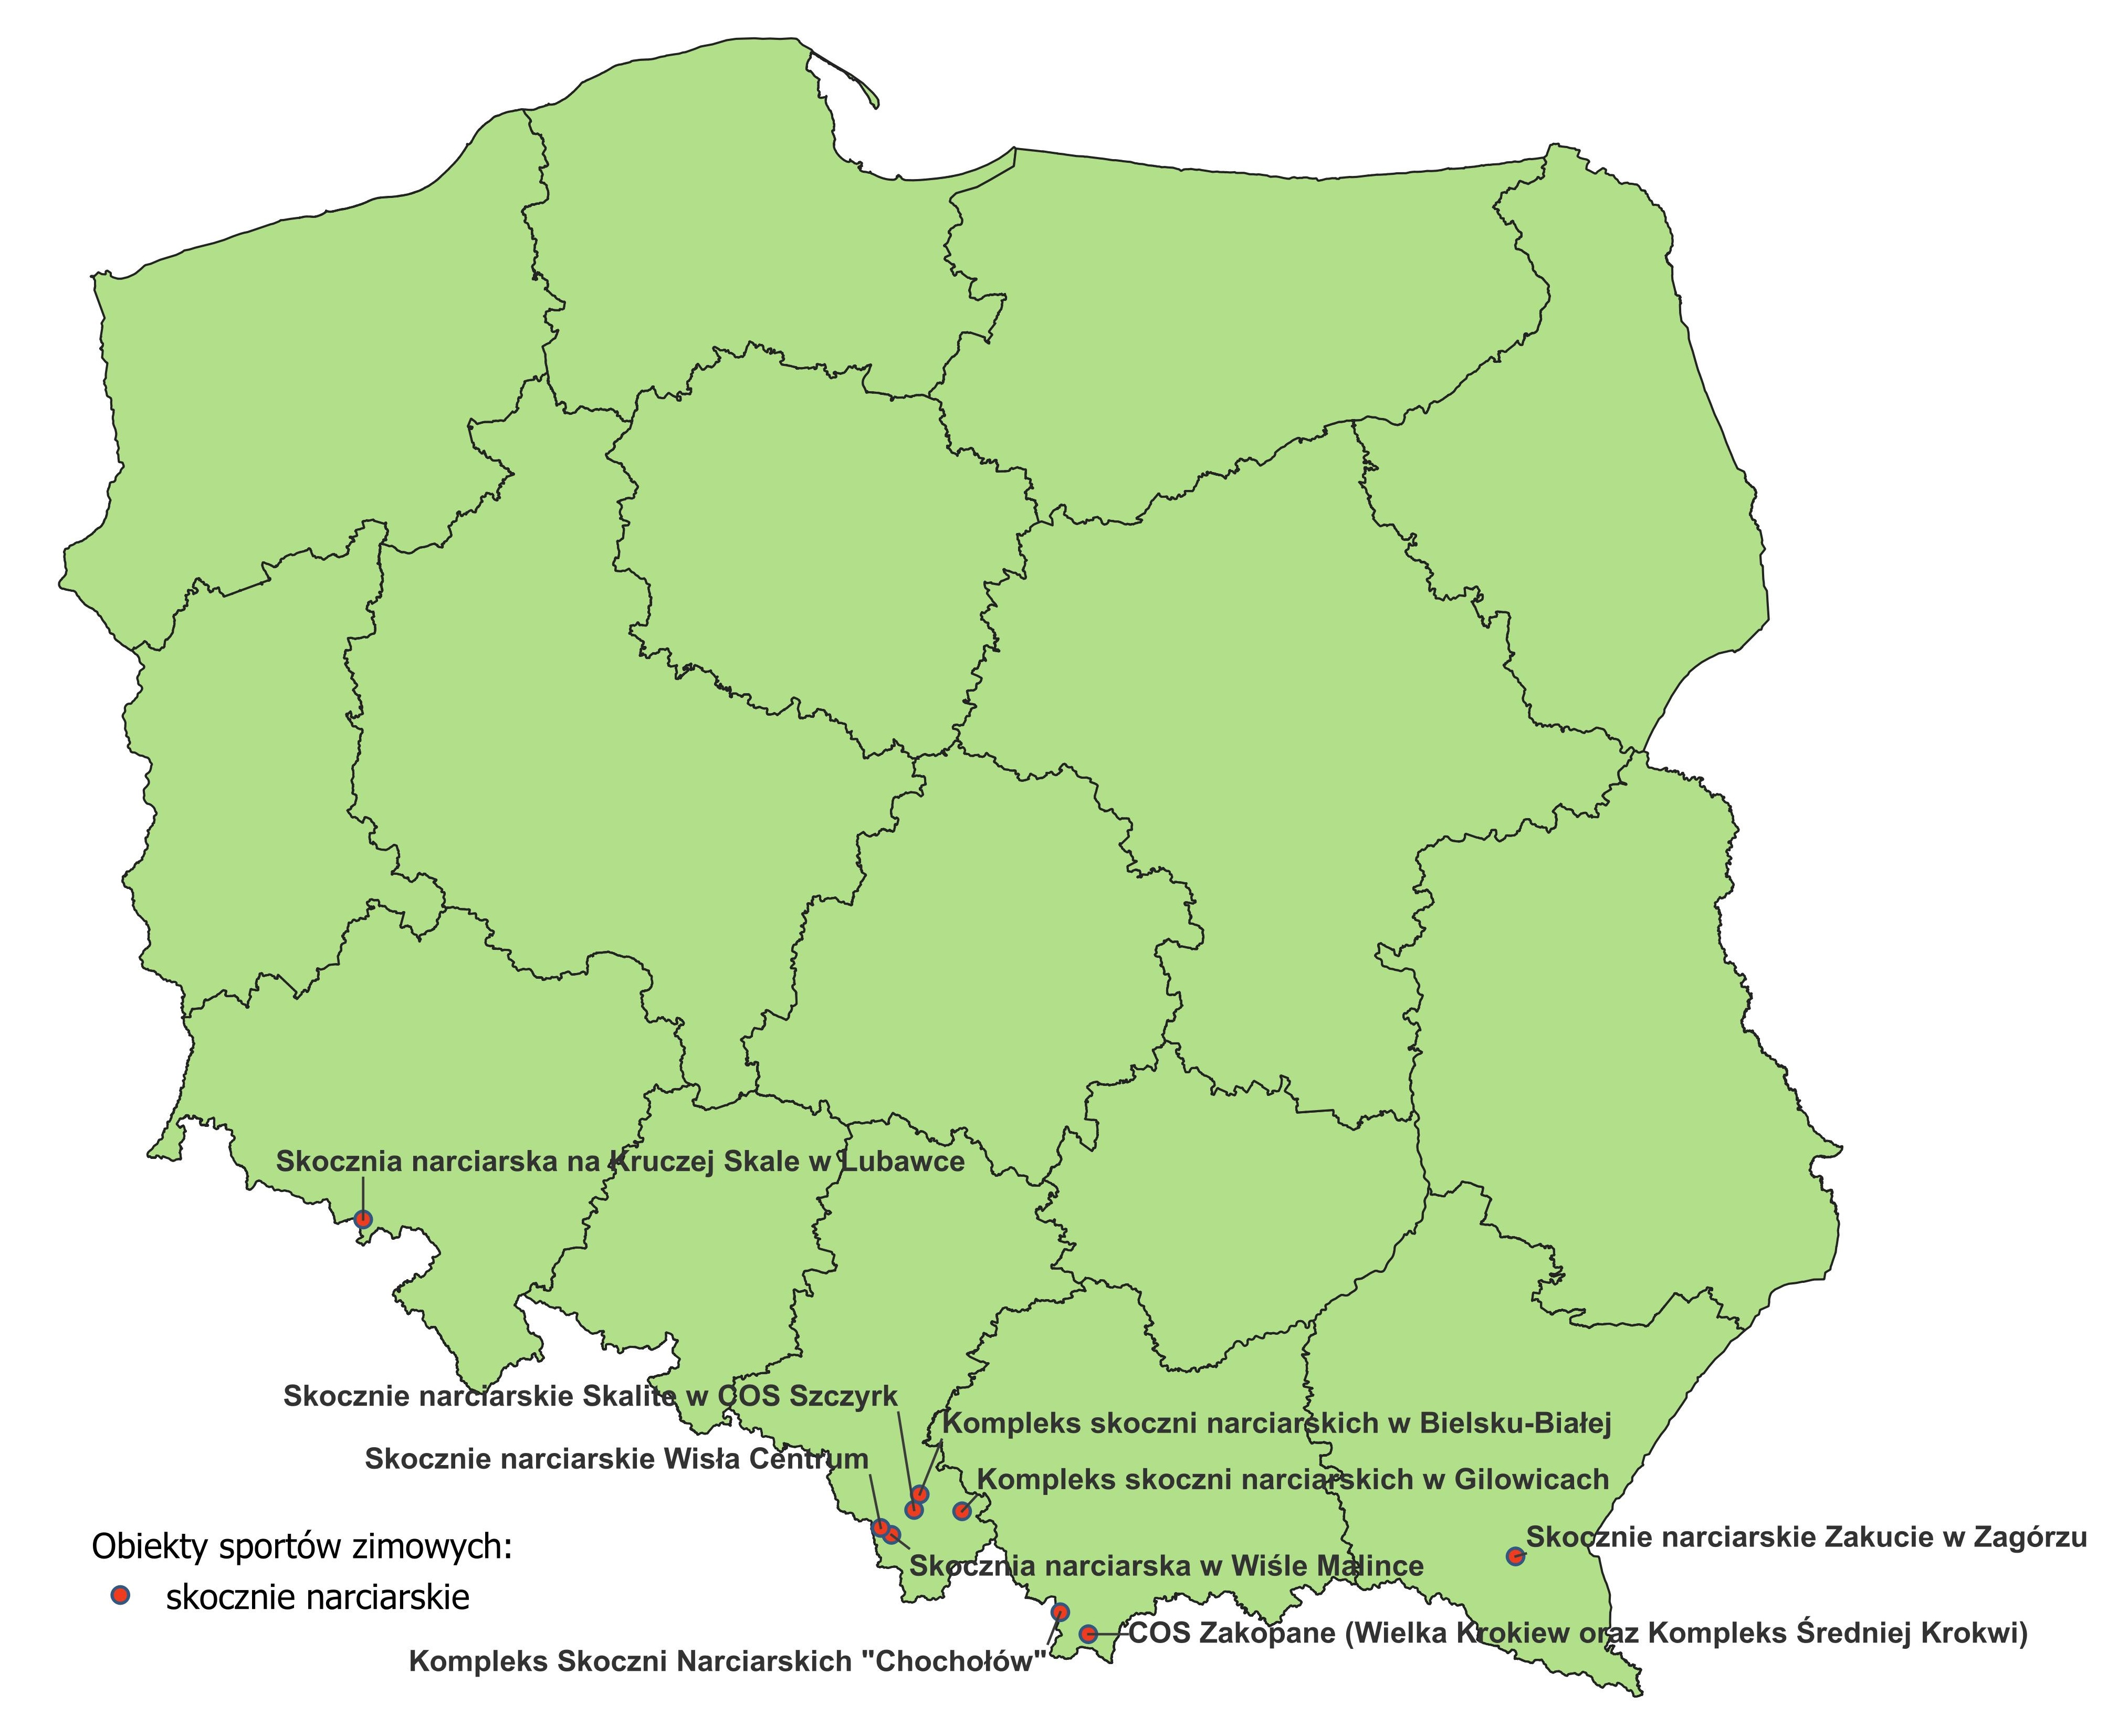 Skocznia narciarska na Kruczej Skale w Lubawce
Skocznie narciarskie Skalite w COS Szczyrk
Kompleks skoczni narciarskich w Bielsku-Białej
Skocznie narciarskie Wisła Centrum
Kompleks skoczni narciarskich w Gilowicach
Skocznie narciarskie Zakucie w Zagórzu
Obiekty sportów zimowych:
Skocznia narciarska w Wiśle Malince
skocznie narciarskie
COS Zakopane (Wielka Krokiew oraz Kompleks Średniej Krokwi)
Kompleks Skoczni Narciarskich "Chochołów"